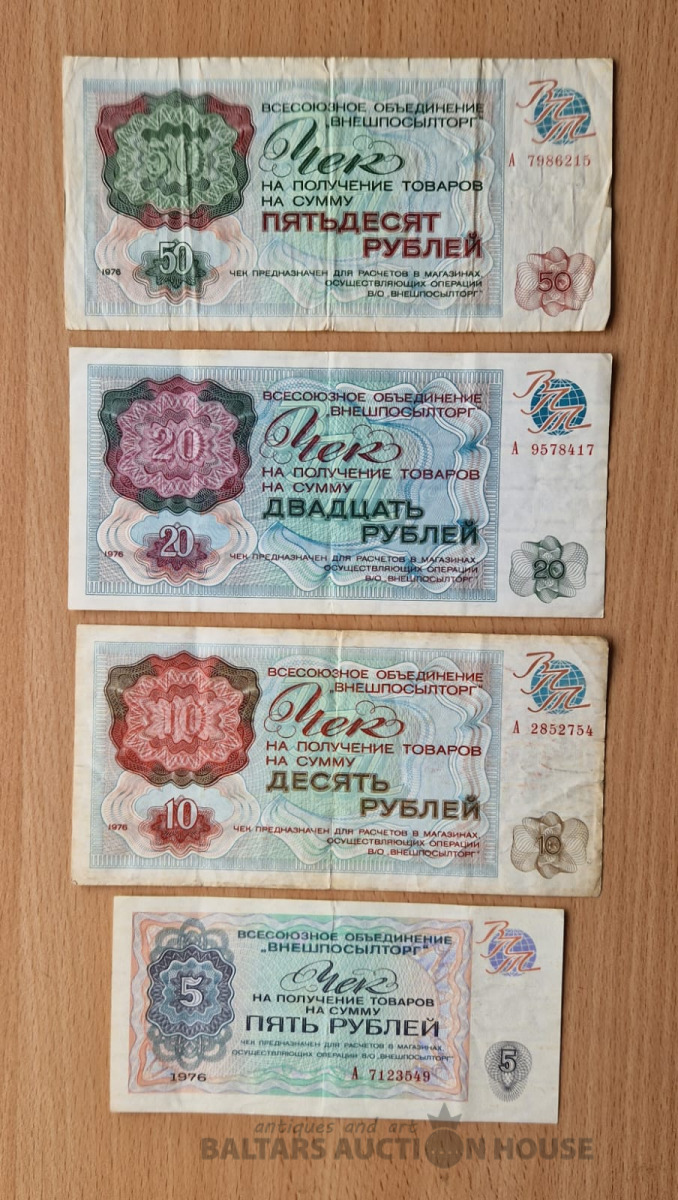 50
ВСЕСОЮЗНОЕ ОБЪЕДИНЕНИЕ
„ВНЕШПОСЫЛТОРГ"
Чек
НА ПОЛУЧЕНИЕ ТОВАРОВ
НА СУММУ
ПЯТЬДЕСЯТ
РУБЛЕЙ
ЧЕК ПРЕДНАЗНАЧЕН ДЛЯ РАСЧЕТОВ В МАГАЗИНАХ,
ОСУЩЕСТВЛЯЮЩИХ ОПЕРАЦИИ
В/О „ВНЕШПОСЫЛТОРГ"
1976
50
ВПТ
А 7986215
50
20
ВСЕСОЮЗНОЕ ОБЪЕДИНЕНИЕ
„ВНЕШПОСЫЛТОРГ"
Чек
НА ПОЛУЧЕНИЕ ТОВАРОВ
НА СУММУ
ДВАДЦАТЬ
РУБЛЕЙ
ЧЕК ПРЕДНАЗНАЧЕН ДЛЯ РАСЧЕТОВ В МАГАЗИНАХ,
ОСУЩЕСТВЛЯЮЩИХ ОПЕРАЦИИ
В/О „ВНЕШПОСЫЛТОРГ"
1976
20
ВПТ
А 9578417
20
10
ВСЕСОЮЗНОЕ ОБЪЕДИНЕНИЕ
„ВНЕШПОСЫЛТОРГ"
Чек
НА ПОЛУЧЕНИЕ ТОВАРОВ
НА СУММУ
ДЕСЯТЬ
РУБЛЕЙ
ЧЕК ПРЕДНАЗНАЧЕН ДЛЯ РАСЧЕТОВ В МАГАЗИНАХ,
ОСУЩЕСТВЛЯЮЩИХ ОПЕРАЦИИ
В/О „ВНЕШПОСЫЛТОРГ"
1976
10
ВПТ
А 2852754
10
5
ВСЕСОЮЗНОЕ ОБЪЕДИНЕНИЕ
„ВНЕШПОСЫЛТОРГ"
Чек
НА ПОЛУЧЕНИЕ ТОВАРОВ
НА СУММУ
ПЯТЬ РУБЛЕЙ
ЧЕК ПРЕДНАЗНАЧЕН ДЛЯ РАСЧЕТОВ В МАГАЗИНАХ,
ОСУЩЕСТВЛЯЮЩИХ ОПЕРАЦИИ В/О „ВНЕШПОСЫЛТОРГ"
1976
А 7123549
ВПТ
5
antiques and art
BALTARS AUCTION HOUSE